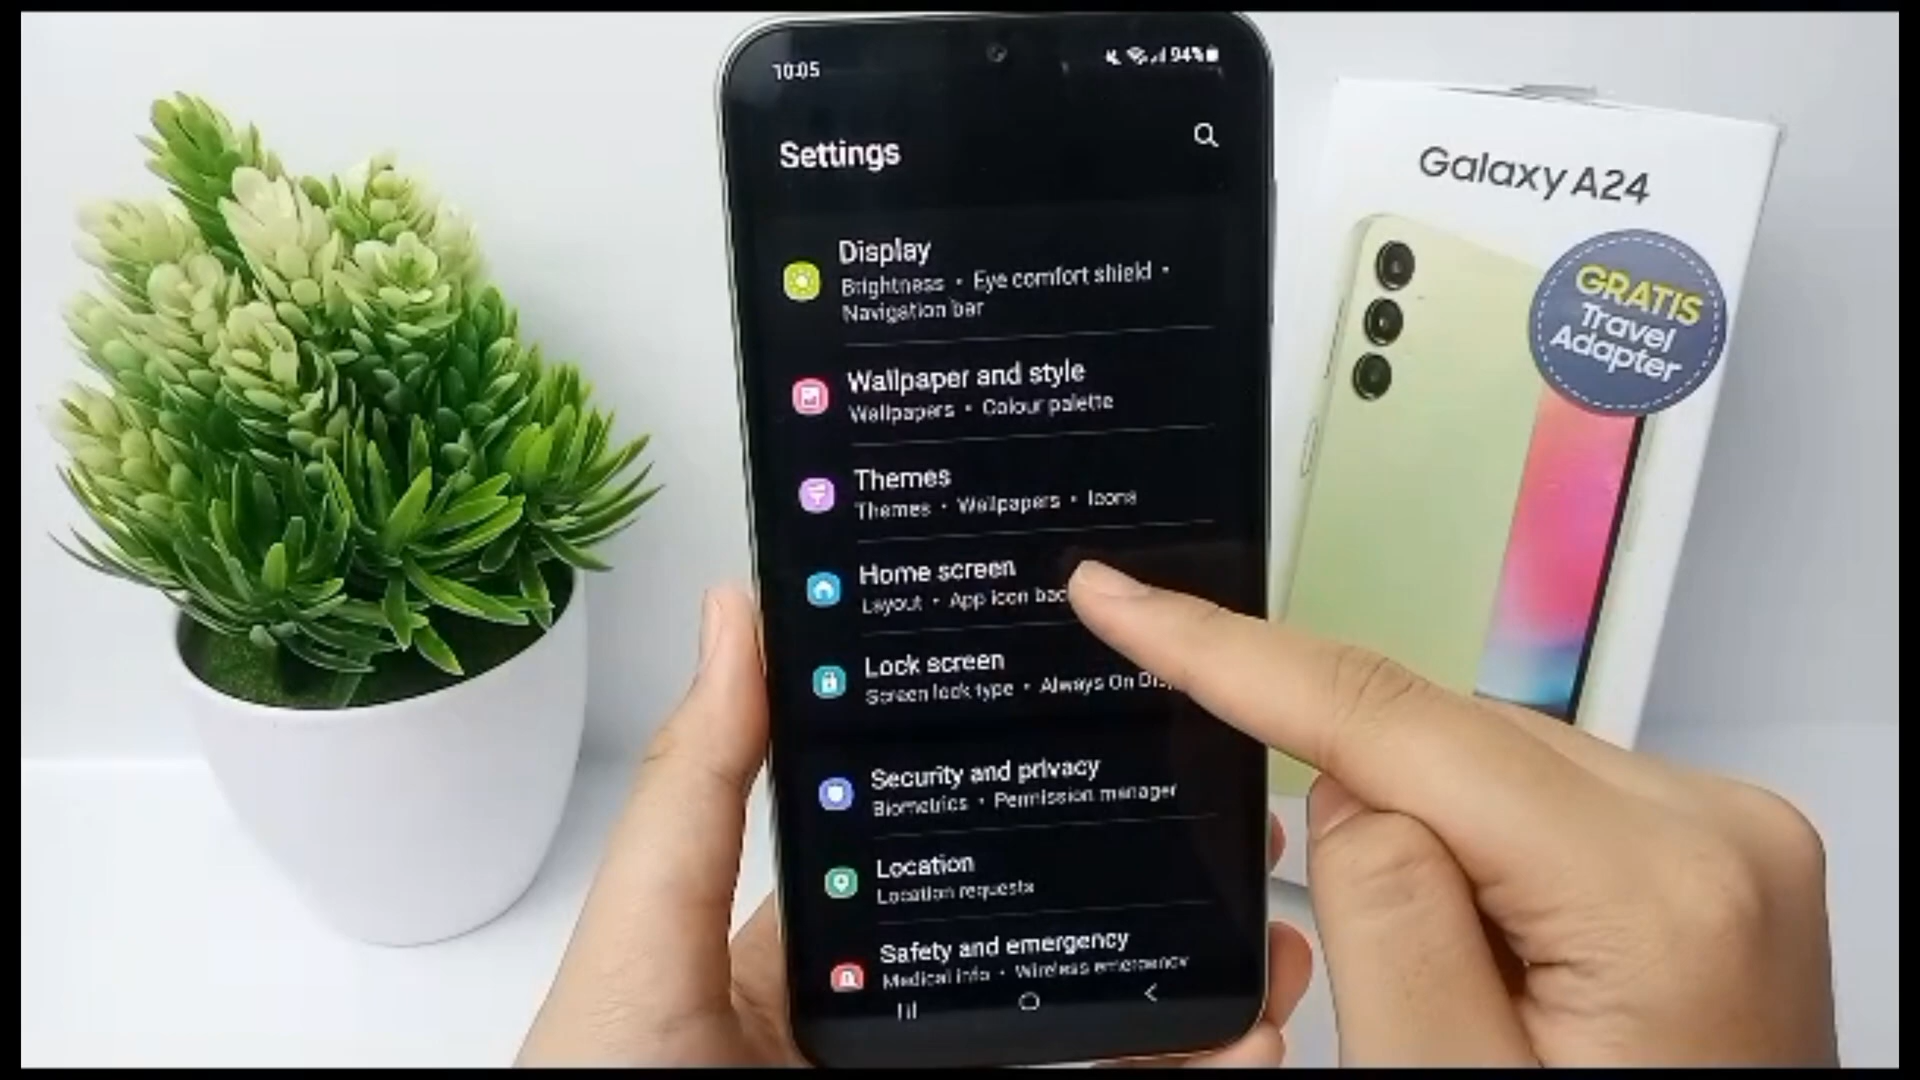 10:05
94%
Settings
Display
Brightness • Eye comfort shield •
Navigation bar
Wallpaper and style
Wallpapers • Colour palette
Themes
Themes • Wallpapers • Icons
Home screen
Layout • App icon
Lock screen
Screen lock type • Always On
Security and privacy
Biometrics • Permission manager
Location
Location requests
Safety and emergency
Medical info • Wireless emergency
Galaxy A24
GRATIS
Travel
Adapter